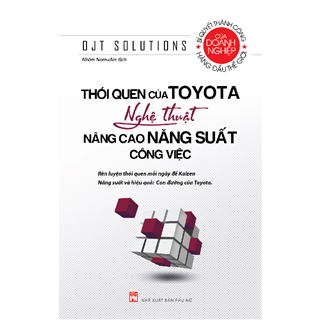 OJT SOLUTIONS
Nhóm Nomudas dịch
BÍ QUYẾT THÀNH CÔNG
CỦA
DOANH
NGHIỆP
HÀNG ĐẦU THẾ GIỚI
THÓI QUEN CỦA TOYOTA
Nghệ thuật
NÂNG CAO NĂNG SUẤT
CÔNG VIỆC
Rèn luyện thói quen mỗi ngày để Kaizen
Năng suất và hiệu quả: Con đường của Toyota.
NHÀ XUẤT BẢN PHỤ NỮ